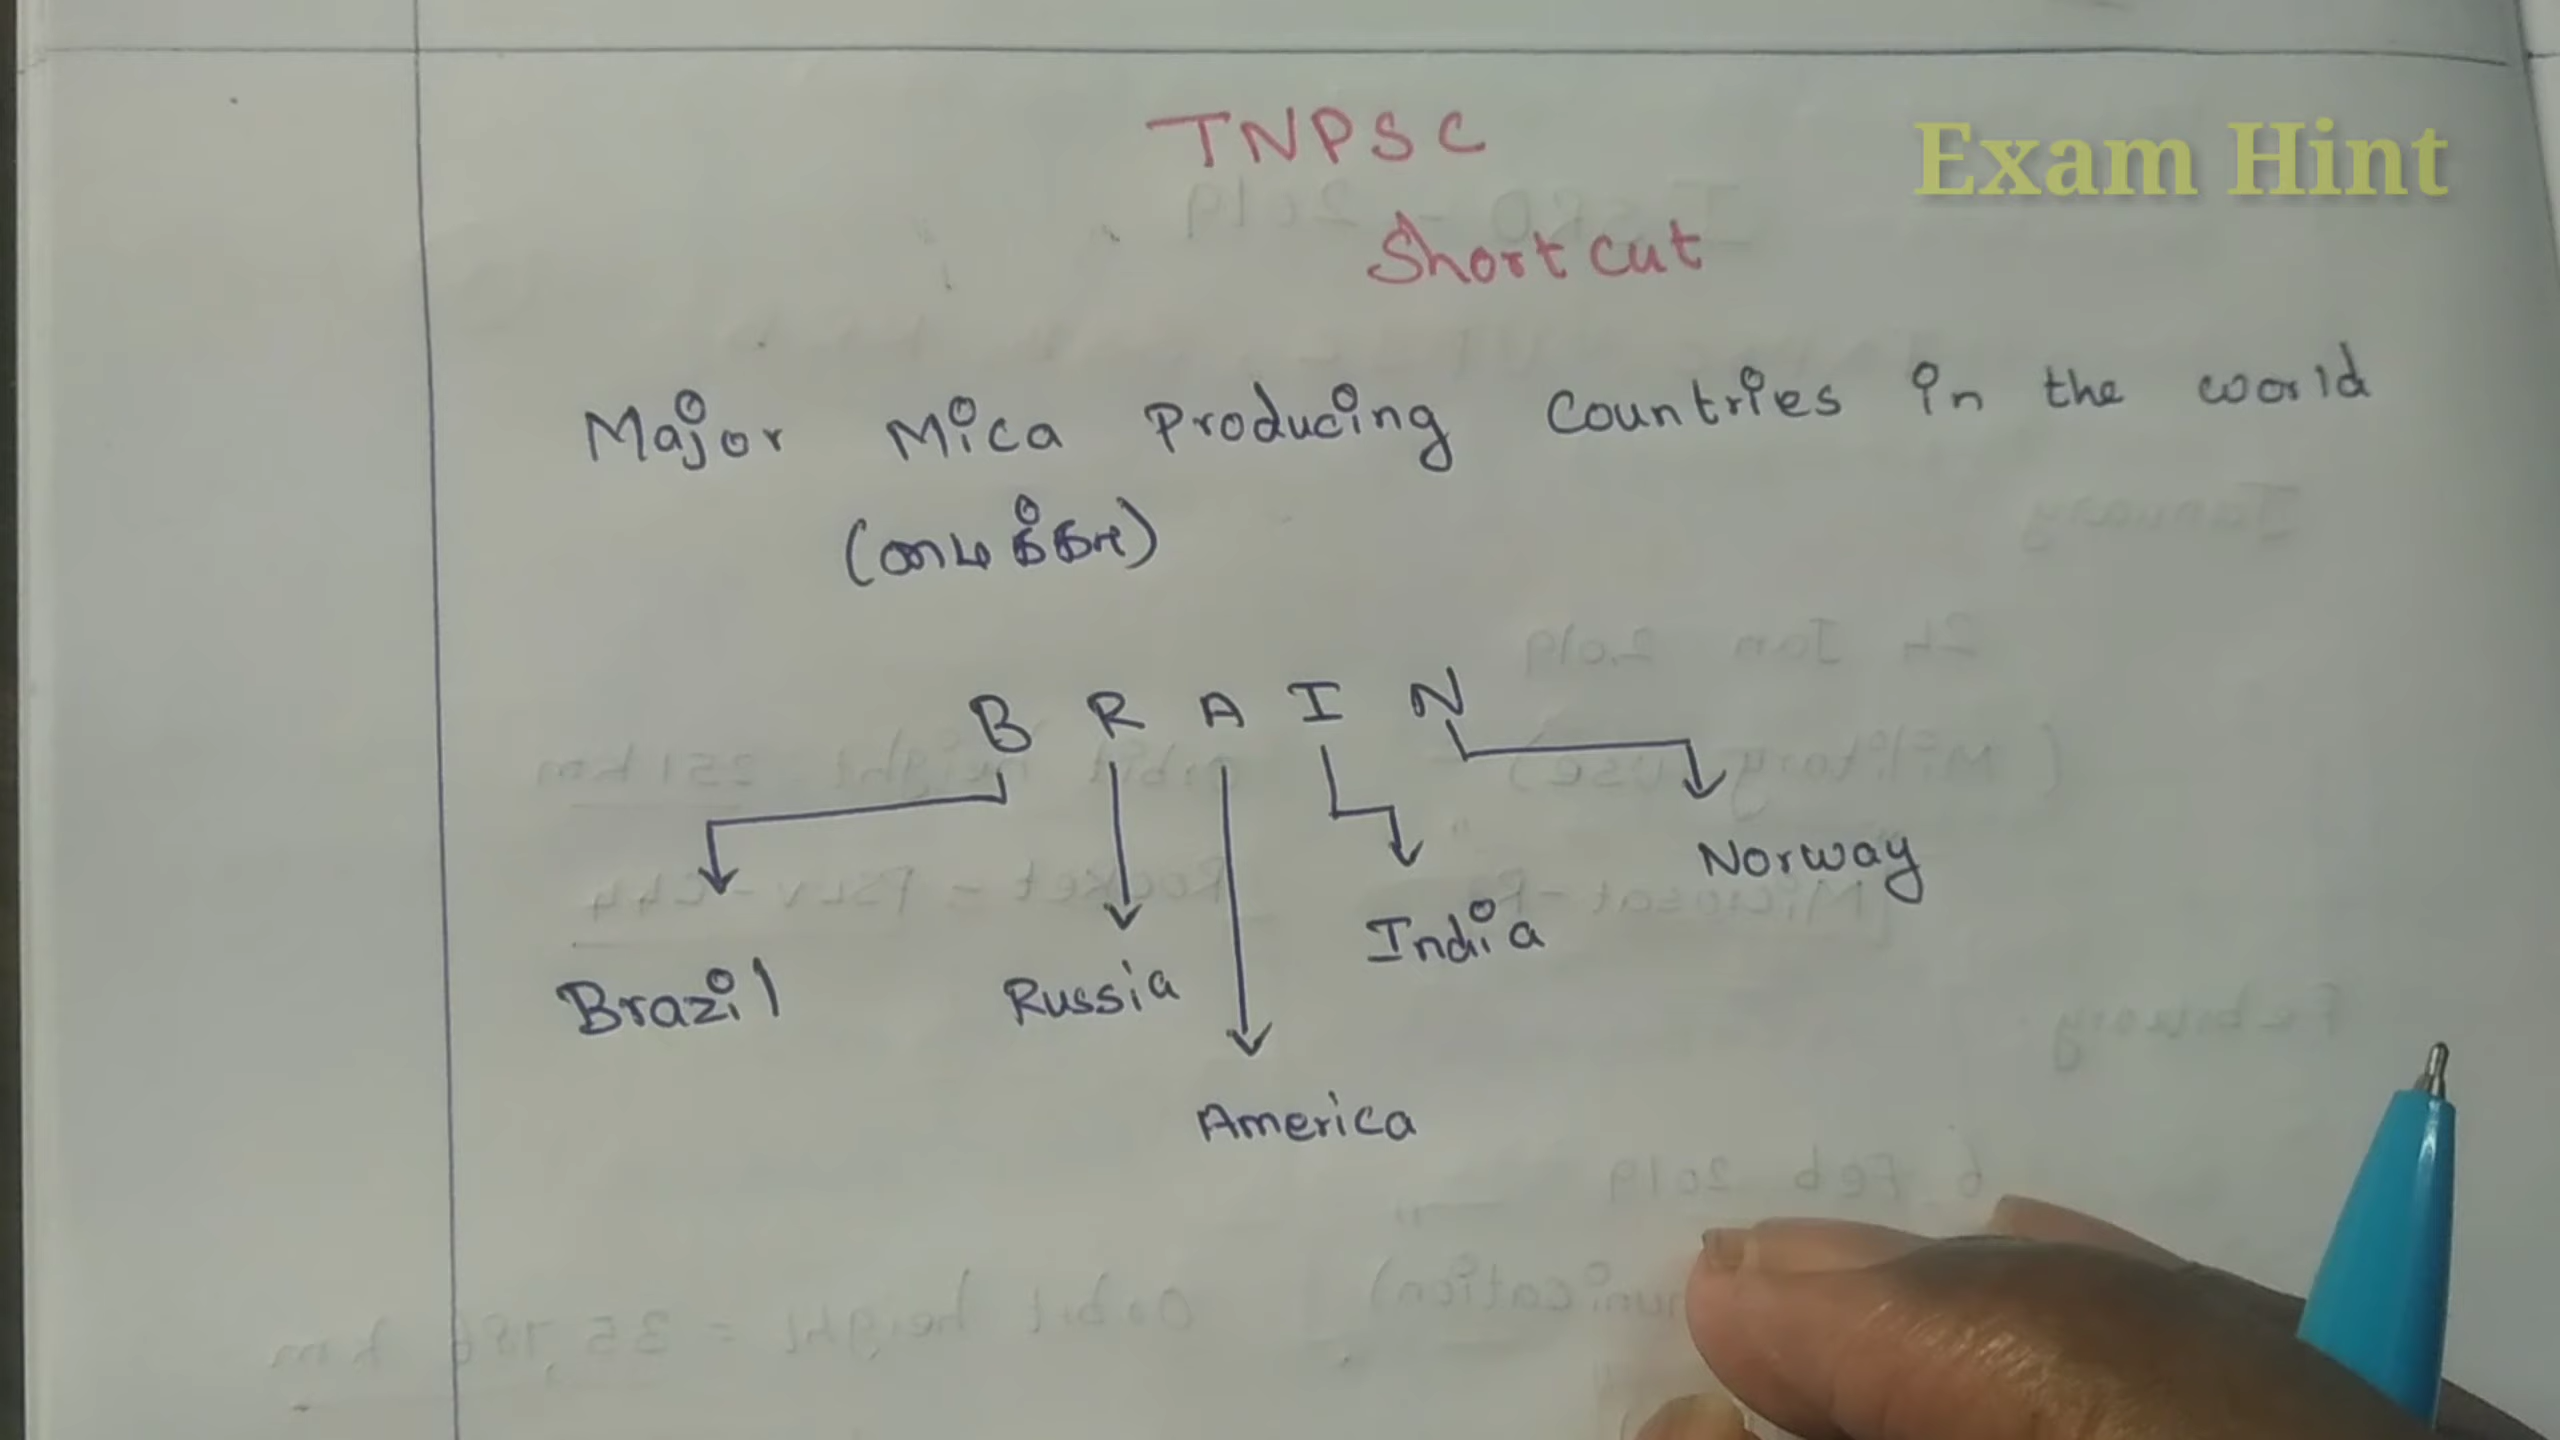 TNPSC
Exam Hint
Short cut
Major Mica Producing Countries in the world
B R A I N
Norway
India
Brazil
Russia
America